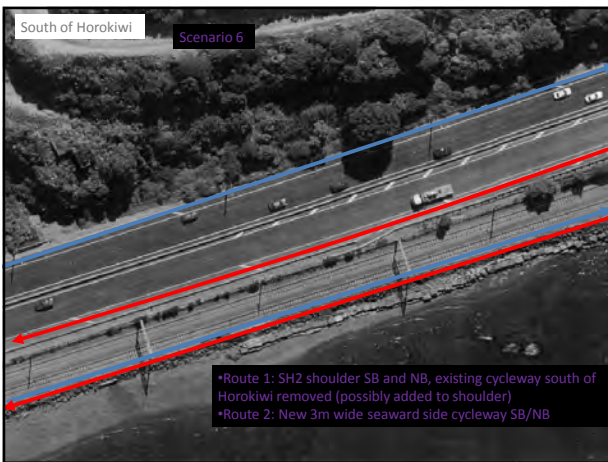 South of Horokiwi
Scenario 6
•Route 1: SH2 shoulder SB and NB, existing cycleway south of
Horokiwi removed (possibly added to shoulder)
•Route 2: New 3m wide seaward side cycleway SB/NB